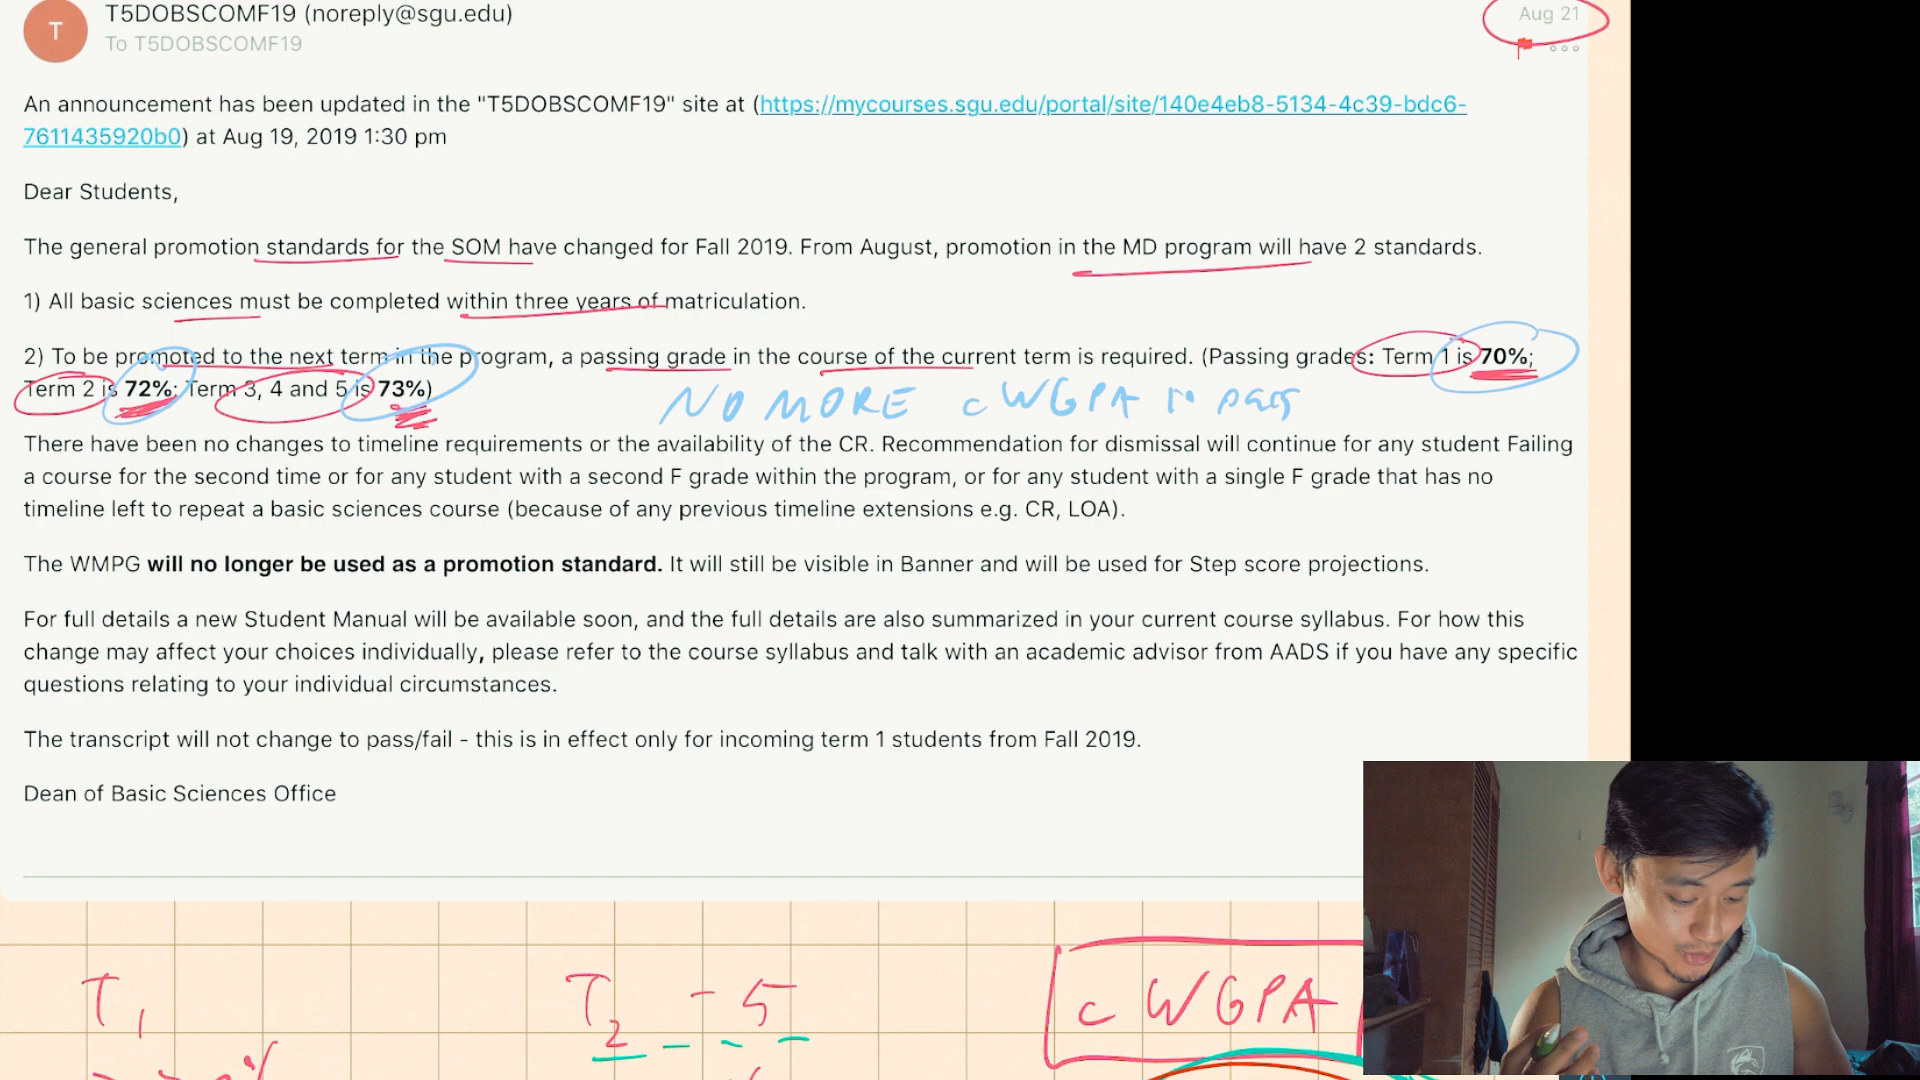 T
T5DOBSCOMF19 (noreply@sgu.edu)
Aug 21
To T5DOBSCOMF19
An announcement has been updated in the "T5DOBSCOMF19" site at (https://mycourses.sgu.edu/portal/site/140e4eb8-5134-4c39-bdc6-
7611435920b0) at Aug 19, 2019 1:30 pm
Dear Students,
The general promotion standards for the SOM have changed for Fall 2019. From August, promotion in the MD program will have 2 standards.
1) All basic sciences must be completed within three years of matriculation.
2) To be promoted to the next term in the program, a passing grade in the course of the current term is required. (Passing grades: Term 1 is 70%;
Term 2 is 72%; Term 3, 4 and 5 is 73%)
NO MORE cWGPA to pass
There have been no changes to timeline requirements or the availability of the CR. Recommendation for dismissal will continue for any student Failing
a course for the second time or for any student with a second F grade within the program, or for any student with a single F grade that has no
timeline left to repeat a basic sciences course (because of any previous timeline extensions e.g. CR, LOA).
The WMPG will no longer be used as a promotion standard. It will still be visible in Banner and will be used for Step score projections.
For full details a new Student Manual will be available soon, and the full details are also summarized in your current course syllabus. For how this
change may affect your choices individually, please refer to the course syllabus and talk with an academic advisor from AADS if you have any specific
questions relating to your individual circumstances.
The transcript will not change to pass/fail - this is in effect only for incoming term 1 students from Fall 2019.
Dean of Basic Sciences Office
T1
T2 - 5
cWGPA